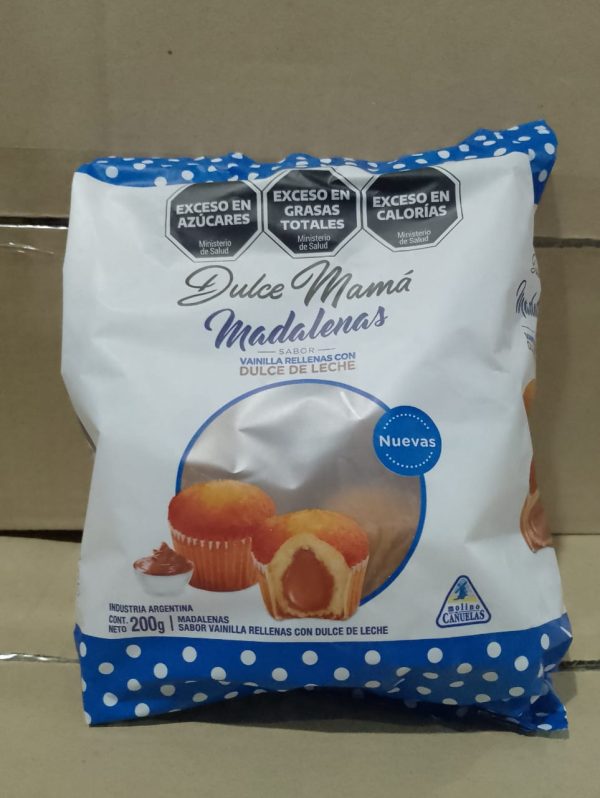 EXCESO EN
AZÚCARES
Ministerio
de Salud
EXCESO EN
GRASAS
TOTALES
Ministerio
de Salud
EXCESO EN
CALORÍAS
Ministerio
de Salud
Dulce Mamá
Madalenas
SABOR
VAINILLA RELLENAS CON
DULCE DE LECHE
Nuevas
INDUSTRIA ARGENTINA
CONT. NETO 200g
MADALENAS
SABOR VAINILLA RELLENAS CON DULCE DE LECHE
molino
CAÑUELAS